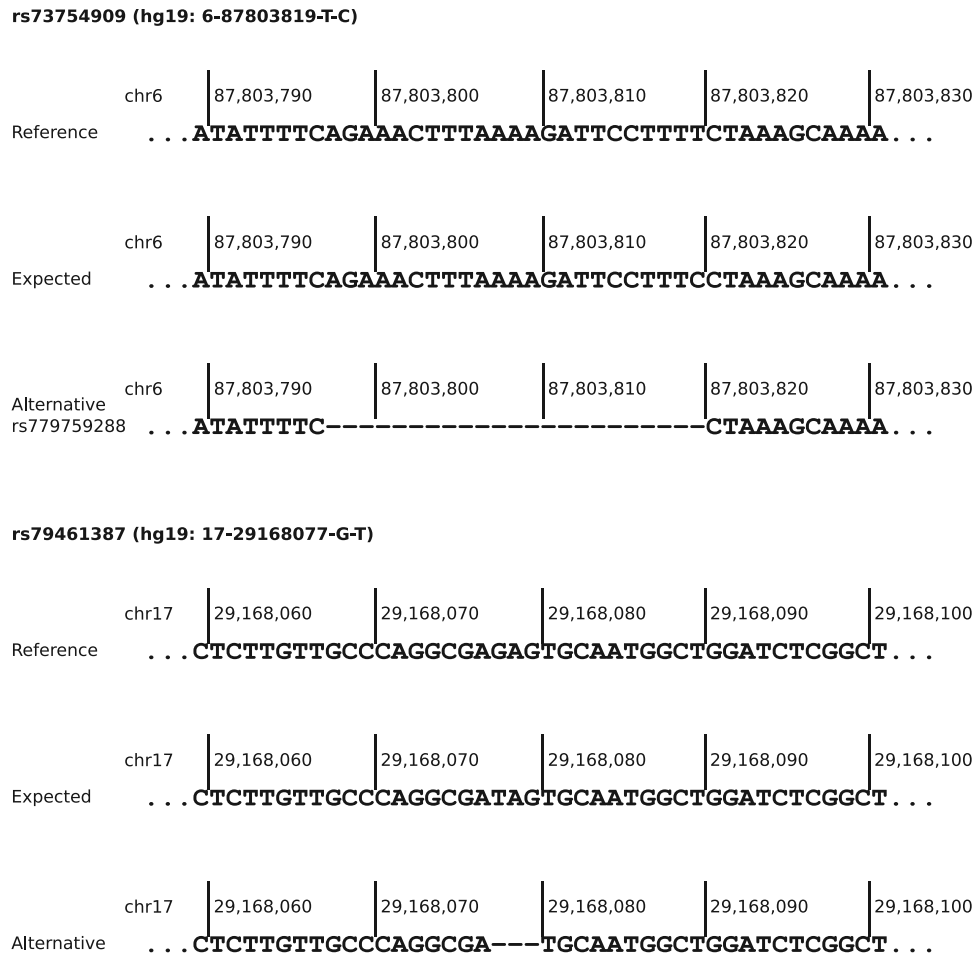 rs73754909 (hg19: 6-87803819-T-C)
chr6 87,803,790 87,803,800 87,803,810 87,803,820 87,803,830
Reference ...ATATTTTCAGAAACTTTAAAAGATTCCTTTTCTAAAGCAAAA...
chr6 87,803,790 87,803,800 87,803,810 87,803,820 87,803,830
Expected ...ATATTTTCAGAAACTTTAAAAGATTCCTTTCCTAAAGCAAAA...
chr6 87,803,790 87,803,800 87,803,810 87,803,820 87,803,830
Alternative
rs779759288 ...ATATTTTC-----------------------CTAAAGCAAAA...
rs79461387 (hg19: 17-29168077-G-T)
chr17 29,168,060 29,168,070 29,168,080 29,168,090 29,168,100
Reference ...CTCTTGTTGCCCAGGCGAGAGTGCAATGGCTGGATCTCGGCT...
chr17 29,168,060 29,168,070 29,168,080 29,168,090 29,168,100
Expected ...CTCTTGTTGCCCAGGCGATAGTGCAATGGCTGGATCTCGGCT...
chr17 29,168,060 29,168,070 29,168,080 29,168,090 29,168,100
Alternative ...CTCTTGTTGCCCAGGCGA---TGCAATGGCTGGATCTCGGCT...